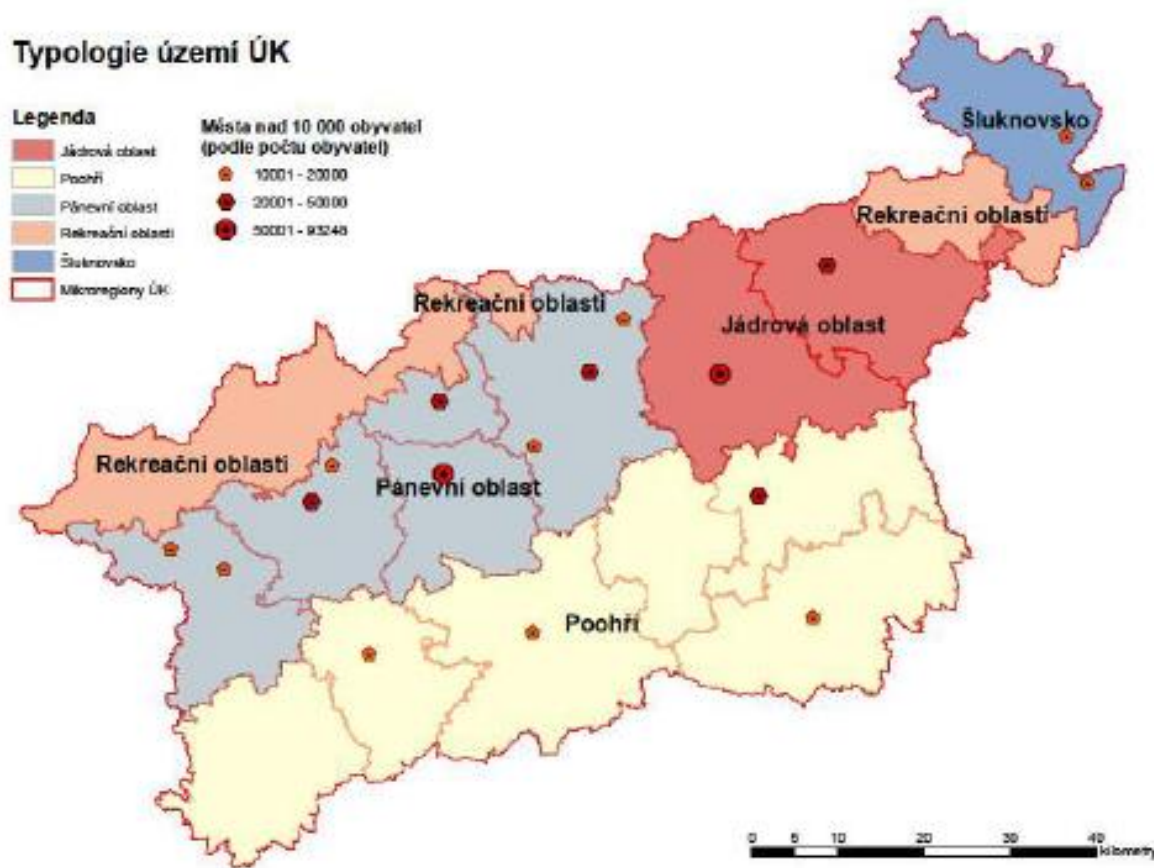 Typologie území ÚK
Legenda
Jádrová oblast
Poohří
Pánevní oblast
Rekreační oblasti
Šluknovsko
Mikroregiony ÚK
Města nad 10 000 obyvatel
(podle počtu obyvatel)
10001 - 20000
20001 - 50000
50001 - 93248
Šluknovsko
Rekreační oblasti
Rekreační oblasti
Jádrová oblast
Rekreační oblasti
Pánevní oblast
Poohří
0 5 10 20 30 40
kilometry